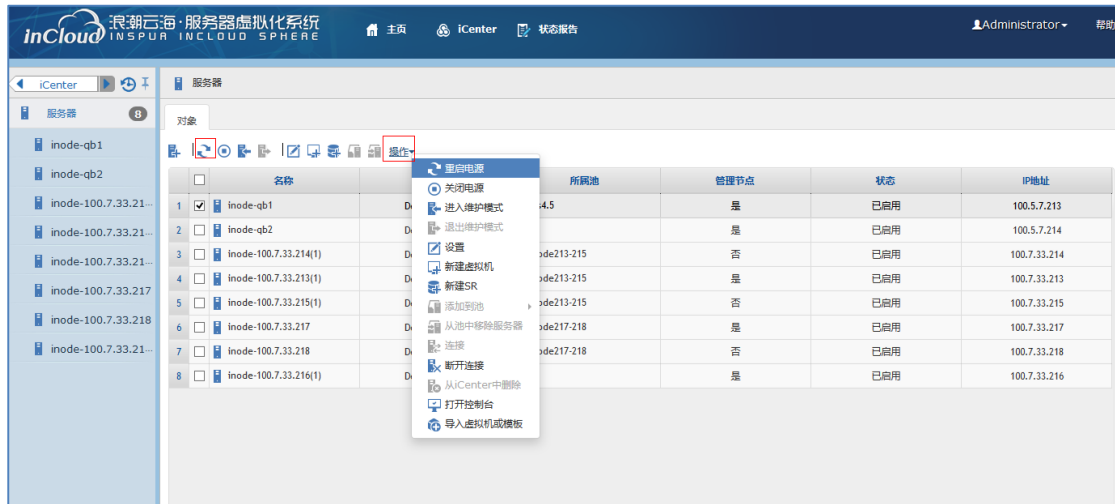 inCloud 浪潮云海·服务器虚拟化系统 主页 iCenter 状态报告 Administrator 帮助
INSPUR INCLOUD SPHERE
iCenter 服务器
服务器 8 对象
inode-qb1
inode-qb2
inode-100.7.33.21···
inode-100.7.33.21···
inode-100.7.33.21···
inode-100.7.33.217
inode-100.7.33.218
inode-100.7.33.21···
操作
名称 所属池 管理节点 状态 IP地址
1 inode-qb1 s4.5 是 已启用 100.5.7.213
2 inode-qb2 是 已启用 100.5.7.214
3 inode-100.7.33.214(1) ode213-215 否 已启用 100.7.33.214
4 inode-100.7.33.213(1) ode213-215 是 已启用 100.7.33.213
5 inode-100.7.33.215(1) ode213-215 否 已启用 100.7.33.215
6 inode-100.7.33.217 ode217-218 是 已启用 100.7.33.217
7 inode-100.7.33.218 ode217-218 否 已启用 100.7.33.218
8 inode-100.7.33.216(1) 是 已启用 100.7.33.216
重启电源
关闭电源
进入维护模式
退出维护模式
设置
新建虚拟机
新建SR
添加到池
从池中移除服务器
连接
断开连接
从iCenter中删除
打开控制台
导入虚拟机或模板